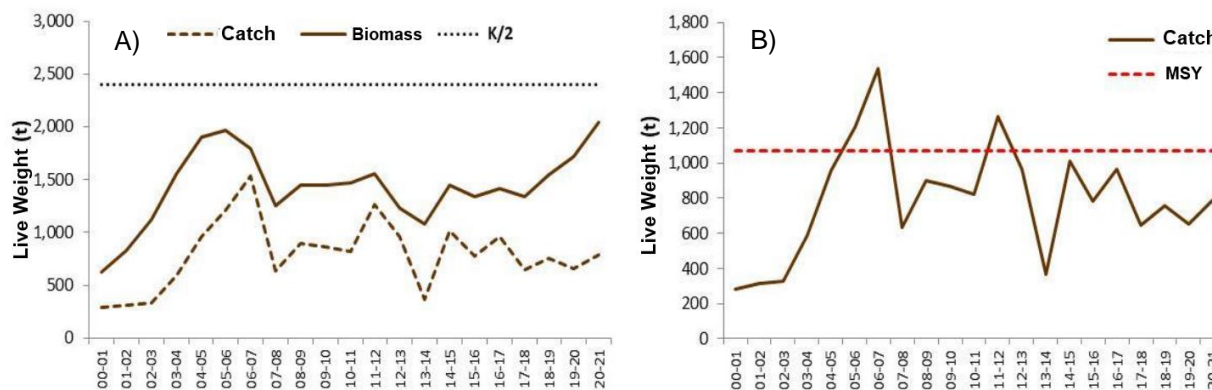 A)
Catch Biomass K/2
3,000
2,500
2,000
1,500
1,000
500
0
Live Weight (t)
00-01 01-02 02-03 03-04 04-05 05-06 06-07 07-08 08-09 09-10 10-11 11-12 12-13 13-14 14-15 15-16 16-17 17-18 18-19 19-20 20-21
B)
Catch
MSY
1,800
1,600
1,400
1,200
1,000
800
600
400
200
0
Live Weight (t)
00-01 01-02 02-03 03-04 04-05 05-06 06-07 07-08 08-09 09-10 10-11 11-12 12-13 13-14 14-15 15-16 16-17 17-18 18-19 19-20